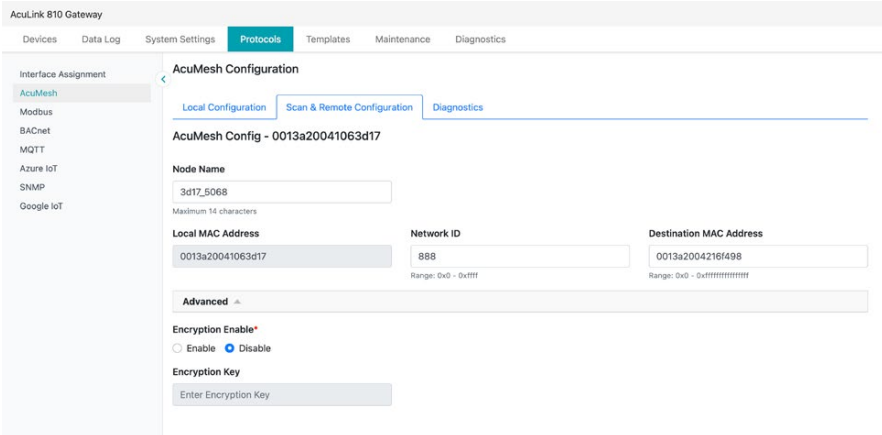 AcuLink 810 Gateway
Devices Data Log System Settings Protocols Templates Maintenance Diagnostics
Interface Assignment
AcuMesh
Modbus
BACnet
MQTT
Azure IoT
SNMP
Google IoT
AcuMesh Configuration
Local Configuration Scan & Remote Configuration Diagnostics
AcuMesh Config - 0013a20041063d17
Node Name
3d17_5068
Maximum 14 characters
Local MAC Address Network ID Destination MAC Address
0013a20041063d17 888 0013a2004216f498
Range: 0x0 - 0xffff Range: 0x0 - 0xffffffffffffffff
Advanced
Encryption Enable*
Enable Disable
Encryption Key
Enter Encryption Key